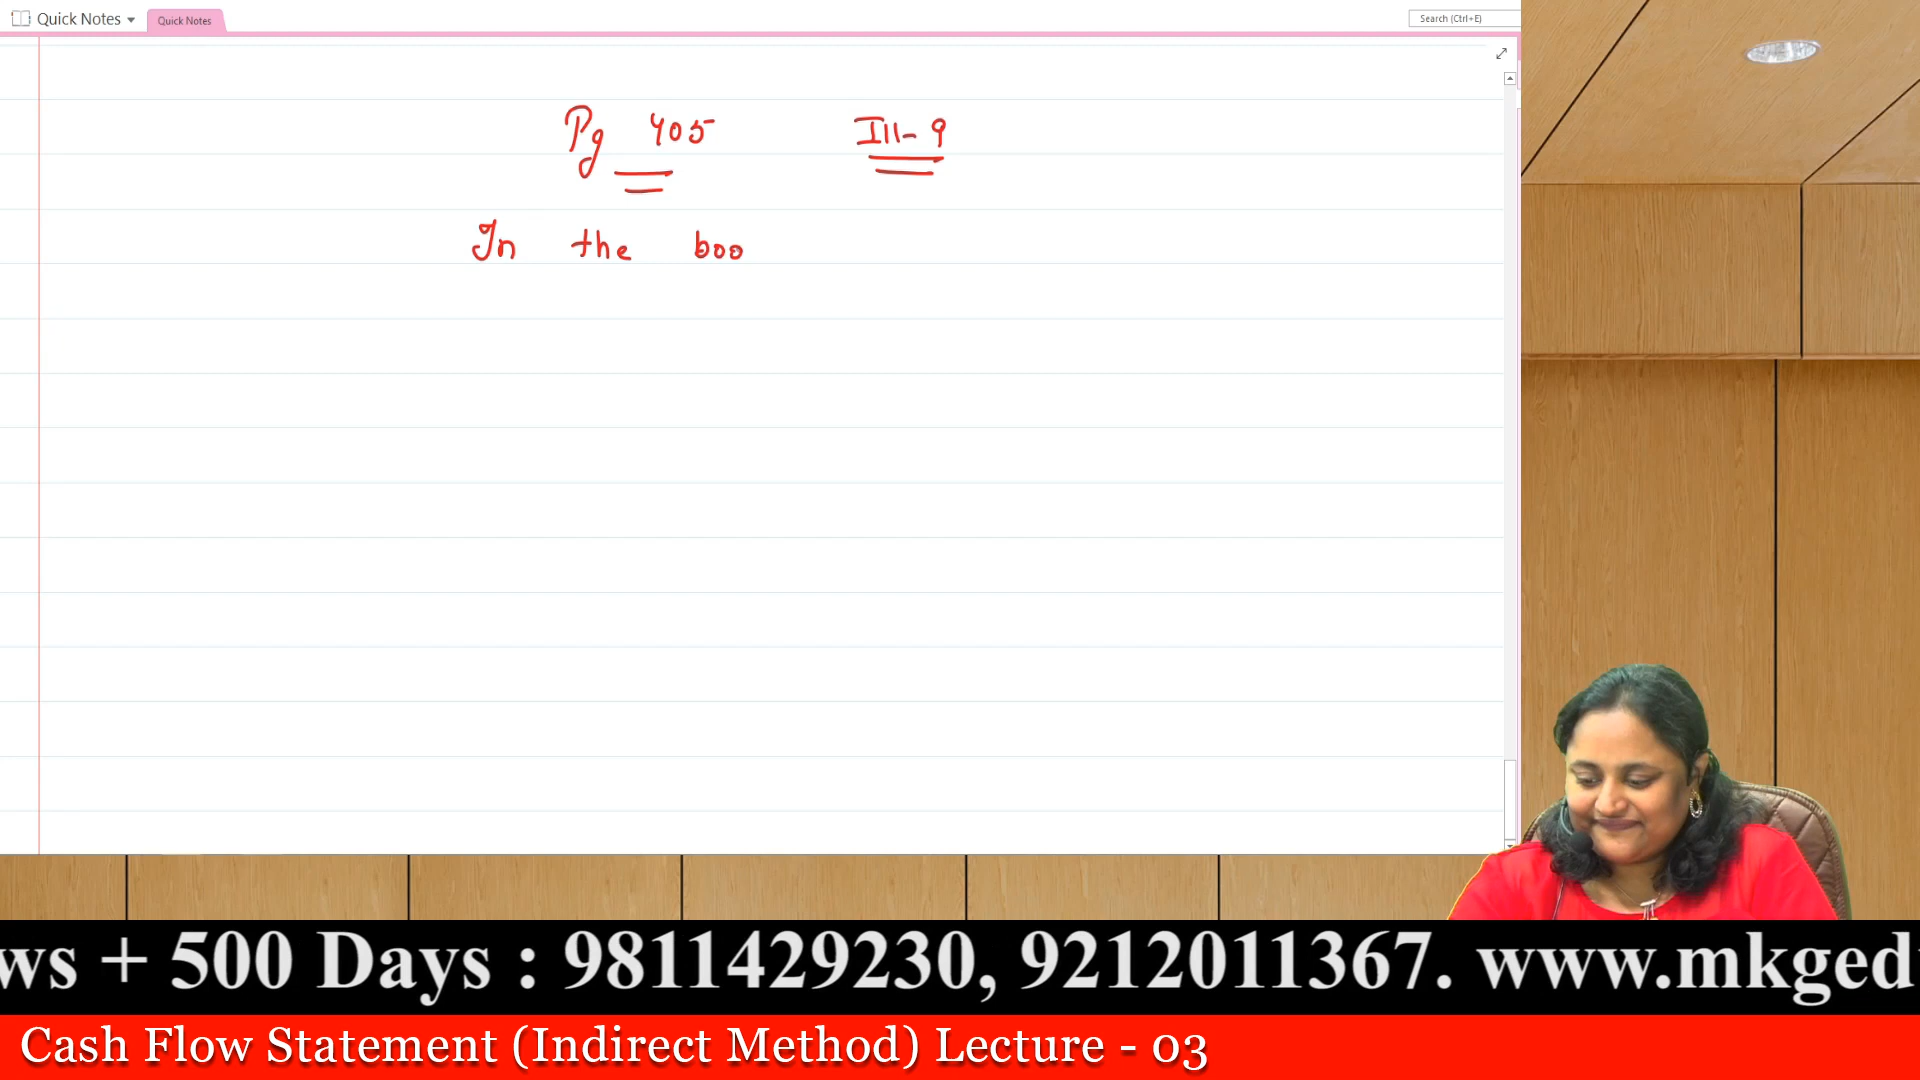 Quick Notes
Quick Notes
Search (Ctrl+E)
Pg 405 Ill-9
In the boo
ws + 500 Days : 9811429230, 9212011367. www.mkged
Cash Flow Statement (Indirect Method) Lecture - 03